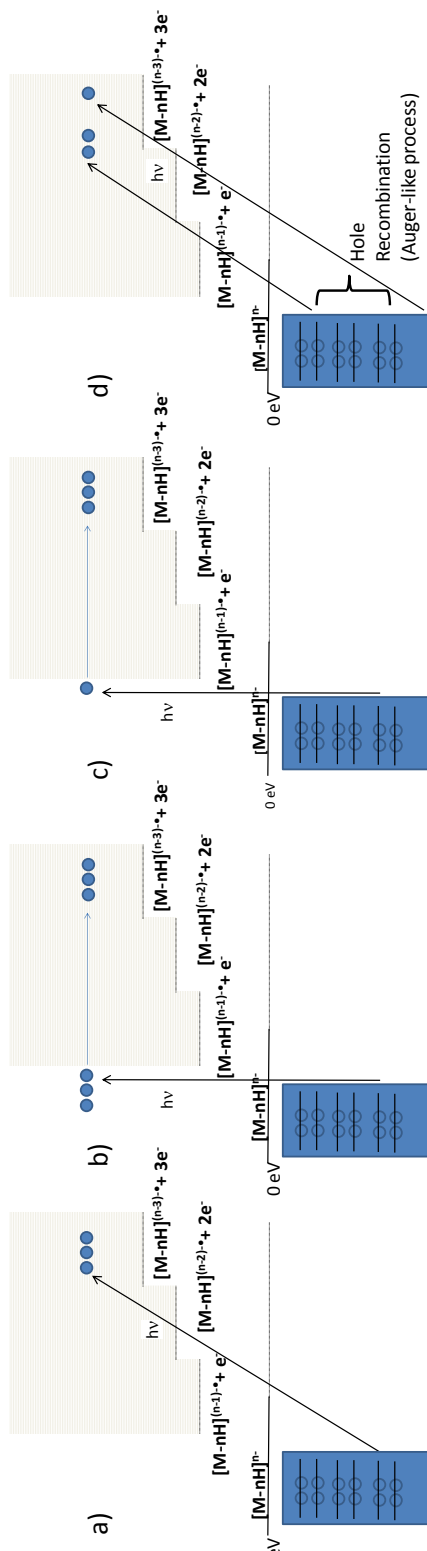 a)
hν
[M-nH]^(n-3)-•+ 3e^-
[M-nH]^(n-2)-•+ 2e^-
[M-nH]^(n-1)-•+ e^-
[M-nH]^n-
eV
b)
hν
[M-nH]^(n-3)-•+ 3e^-
[M-nH]^(n-2)-•+ 2e^-
[M-nH]^(n-1)-•+ e^-
[M-nH]^n-
0 eV
c)
hν
[M-nH]^(n-3)-•+ 3e^-
[M-nH]^(n-2)-•+ 2e^-
[M-nH]^(n-1)-•+ e^-
[M-nH]^n-
0 eV
d)
hν
[M-nH]^(n-3)-•+ 3e^-
[M-nH]^(n-2)-•+ 2e^-
[M-nH]^(n-1)-•+ e^-
[M-nH]^n-
0 eV
Hole
Recombination
(Auger-like process)